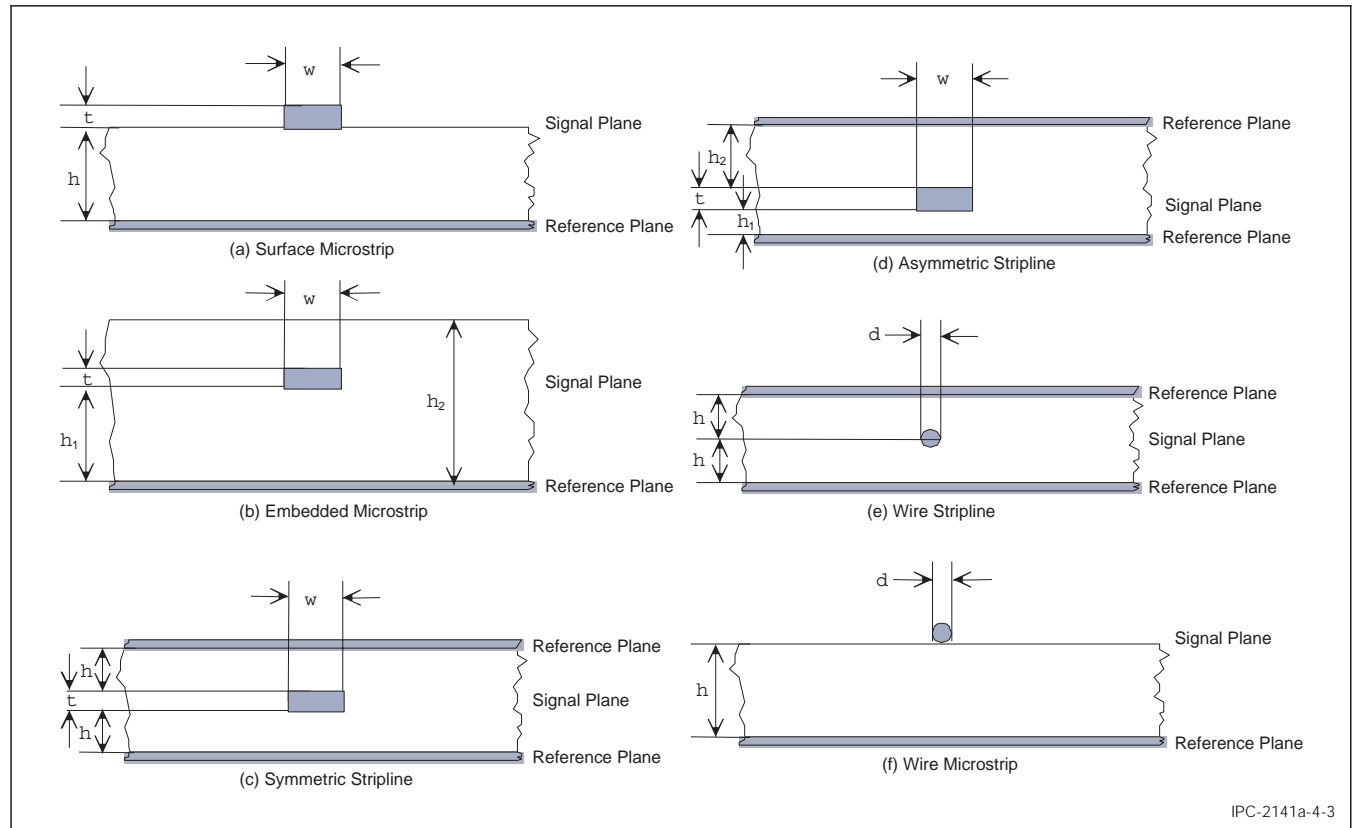 w
t
Signal Plane
h
Reference Plane
(a) Surface Microstrip
w
t
Signal Plane
h₂
h₁
Reference Plane
(b) Embedded Microstrip
w
Reference Plane
h
t
Signal Plane
h
Reference Plane
(c) Symmetric Stripline
w
Reference Plane
h₂
t
Signal Plane
h₁
Reference Plane
(d) Asymmetric Stripline
d
Reference Plane
h
Signal Plane
h
Reference Plane
(e) Wire Stripline
d
Signal Plane
h
Reference Plane
(f) Wire Microstrip
IPC-2141a-4-3